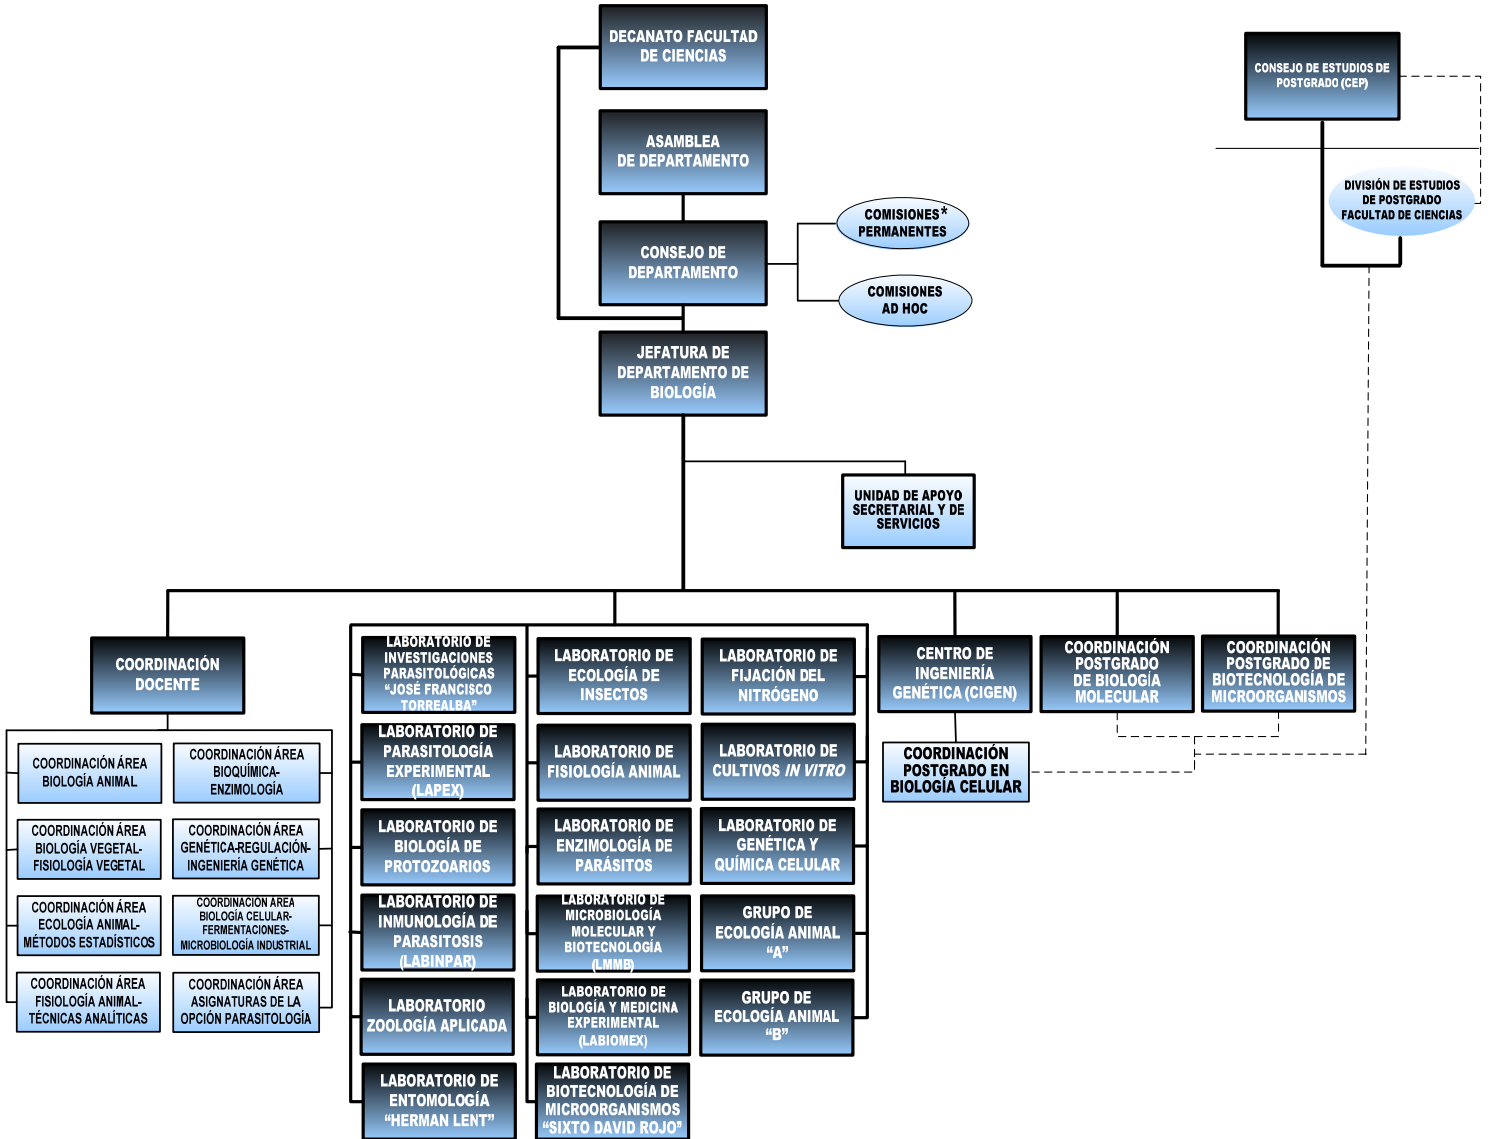 DECANATO FACULTAD
DE CIENCIAS
ASAMBLEA
DE DEPARTAMENTO
CONSEJO DE
DEPARTAMENTO
COMISIONES*
PERMANENTES
COMISIONES
AD HOC
JEFATURA DE
DEPARTAMENTO DE
BIOLOGÍA
CONSEJO DE ESTUDIOS DE
POSTGRADO (CEP)
DIVISIÓN DE ESTUDIOS
DE POSTGRADO
FACULTAD DE CIENCIAS
UNIDAD DE APOYO
SECRETARIAL Y DE
SERVICIOS
COORDINACIÓN
DOCENTE
COORDINACIÓN ÁREA
BIOLOGÍA ANIMAL
COORDINACIÓN ÁREA
BIOQUÍMICA-
ENZIMOLOGÍA
COORDINACIÓN ÁREA
BIOLOGÍA VEGETAL-
FISIOLOGÍA VEGETAL
COORDINACIÓN ÁREA
GENÉTICA-REGULACIÓN-
INGENIERÍA GENÉTICA
COORDINACIÓN ÁREA
ECOLOGÍA ANIMAL-
MÉTODOS ESTADÍSTICOS
COORDINACIÓN ÁREA
BIOLOGÍA CELULAR-
FERMENTACIONES-
MICROBIOLOGÍA INDUSTRIAL
COORDINACIÓN ÁREA
FISIOLOGÍA ANIMAL-
TÉCNICAS ANALÍTICAS
COORDINACIÓN ÁREA
ASIGNATURAS DE LA
OPCIÓN PARASITOLOGÍA
LABORATORIO DE
INVESTIGACIONES
PARASITOLÓGICAS
“JOSÉ FRANCISCO
TORREALBA”
LABORATORIO DE
PARASITOLOGÍA
EXPERIMENTAL
(LAPEX)
LABORATORIO DE
BIOLOGÍA DE
PROTOZOARIOS
LABORATORIO DE
INMUNOLOGÍA DE
PARASITOSIS
(LABINPAR)
LABORATORIO
ZOOLOGÍA APLICADA
LABORATORIO DE
ENTOMOLOGÍA
“HERMAN LENT”
LABORATORIO DE
ECOLOGÍA DE
INSECTOS
LABORATORIO DE
FISIOLOGÍA ANIMAL
LABORATORIO DE
ENZIMOLOGÍA DE
PARÁSITOS
LABORATORIO DE
MICROBIOLOGÍA
MOLECULAR Y
BIOTECNOLOGÍA
(LMMB)
LABORATORIO DE
BIOLOGÍA Y MEDICINA
EXPERIMENTAL
(LABIOMEX)
LABORATORIO DE
BIOTECNOLOGÍA DE
MICROORGANISMOS
“SIXTO DAVID ROJO”
LABORATORIO DE
FIJACIÓN DEL
NITRÓGENO
LABORATORIO DE
CULTIVOS IN VITRO
LABORATORIO DE
GENÉTICA Y
QUÍMICA CELULAR
GRUPO DE
ECOLOGÍA ANIMAL
“A”
GRUPO DE
ECOLOGÍA ANIMAL
“B”
CENTRO DE
INGENIERÍA
GENÉTICA (CIGEN)
COORDINACIÓN
POSTGRADO EN
BIOLOGÍA CELULAR
COORDINACIÓN
POSTGRADO
DE BIOLOGÍA
MOLECULAR
COORDINACIÓN
POSTGRADO DE
BIOTECNOLOGÍA DE
MICROORGANISMOS